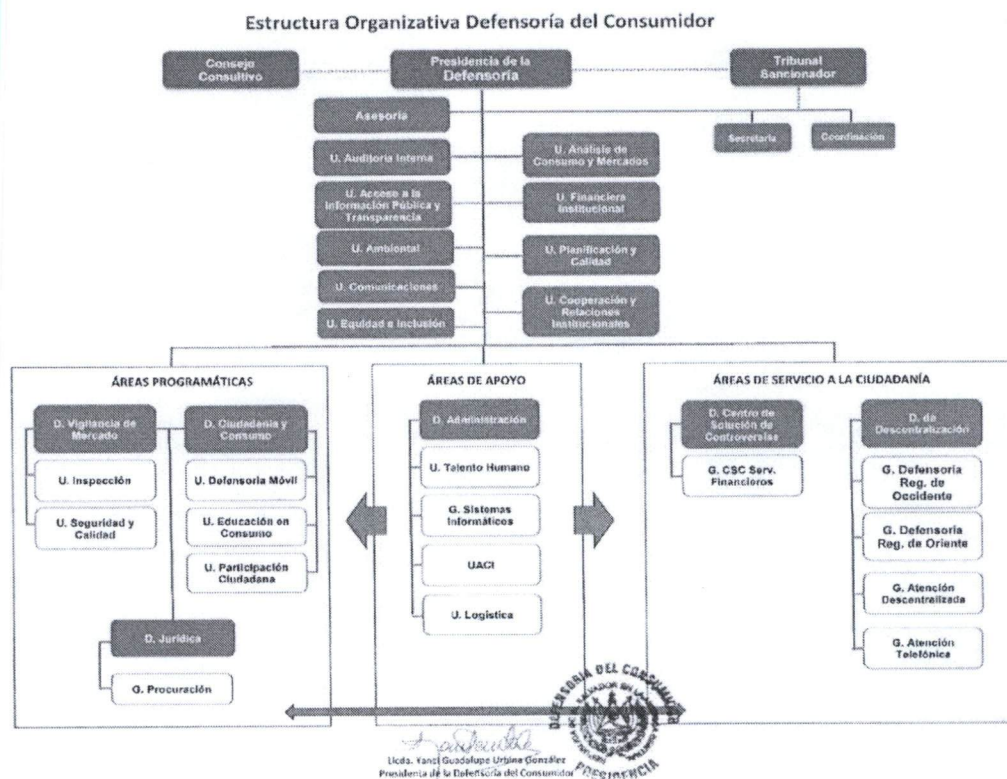 Estructura Organizativa Defensoría del Consumidor
Consejo
Consultivo
Presidencia de la
Defensoría
Tribunal
Sancionador
Asesoría
Secretaría
Coordinación
U. Auditoría Interna
U. Análisis de
Consumo y Mercados
U. Acceso a la
Información Pública y
Transparencia
U. Financiera
Institucional
U. Ambiental
U. Planificación y
Calidad
U. Comunicaciones
U. Cooperación y
Relaciones
Institucionales
U. Equidad e Inclusión
ÁREAS PROGRAMÁTICAS
D. Vigilancia de
Mercado
D. Ciudadanía y
Consumo
U. Inspección
U. Defensoría Móvil
U. Seguridad y
Calidad
U. Educación en
Consumo
U. Participación
Ciudadana
D. Jurídica
G. Procuración
ÁREAS DE APOYO
D. Administración
U. Talento Humano
G. Sistemas
Informáticos
UACI
U. Logística
ÁREAS DE SERVICIO A LA CIUDADANÍA
D. Centro de
Solución de
Controversias
G. CSC Serv.
Financieros
D. de
Descentralización
G. Defensoría
Reg. de
Occidente
G. Defensoría
Reg. de Oriente
G. Atención
Descentralizada
G. Atención
Telefónica
DEFENSORÍA DEL CONSUMIDOR
PRESIDENCIA
Licda. Yanci Guadalupe Urbina González
Presidenta de la Defensoría del Consumidor